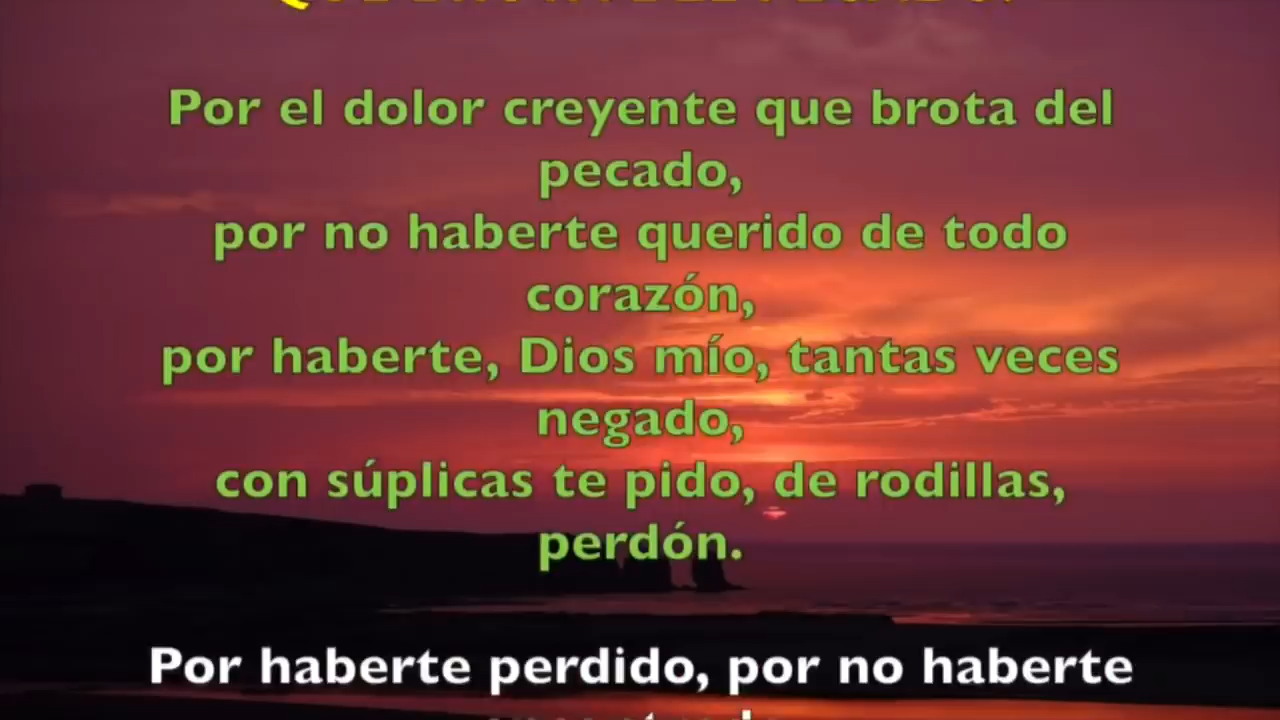 Por el dolor creyente que brota del
pecado,
por no haberte querido de todo
corazón,
por haberte, Dios mío, tantas veces
negado,
con súplicas te pido, de rodillas,
perdón.
Por haberte perdido, por no haberte